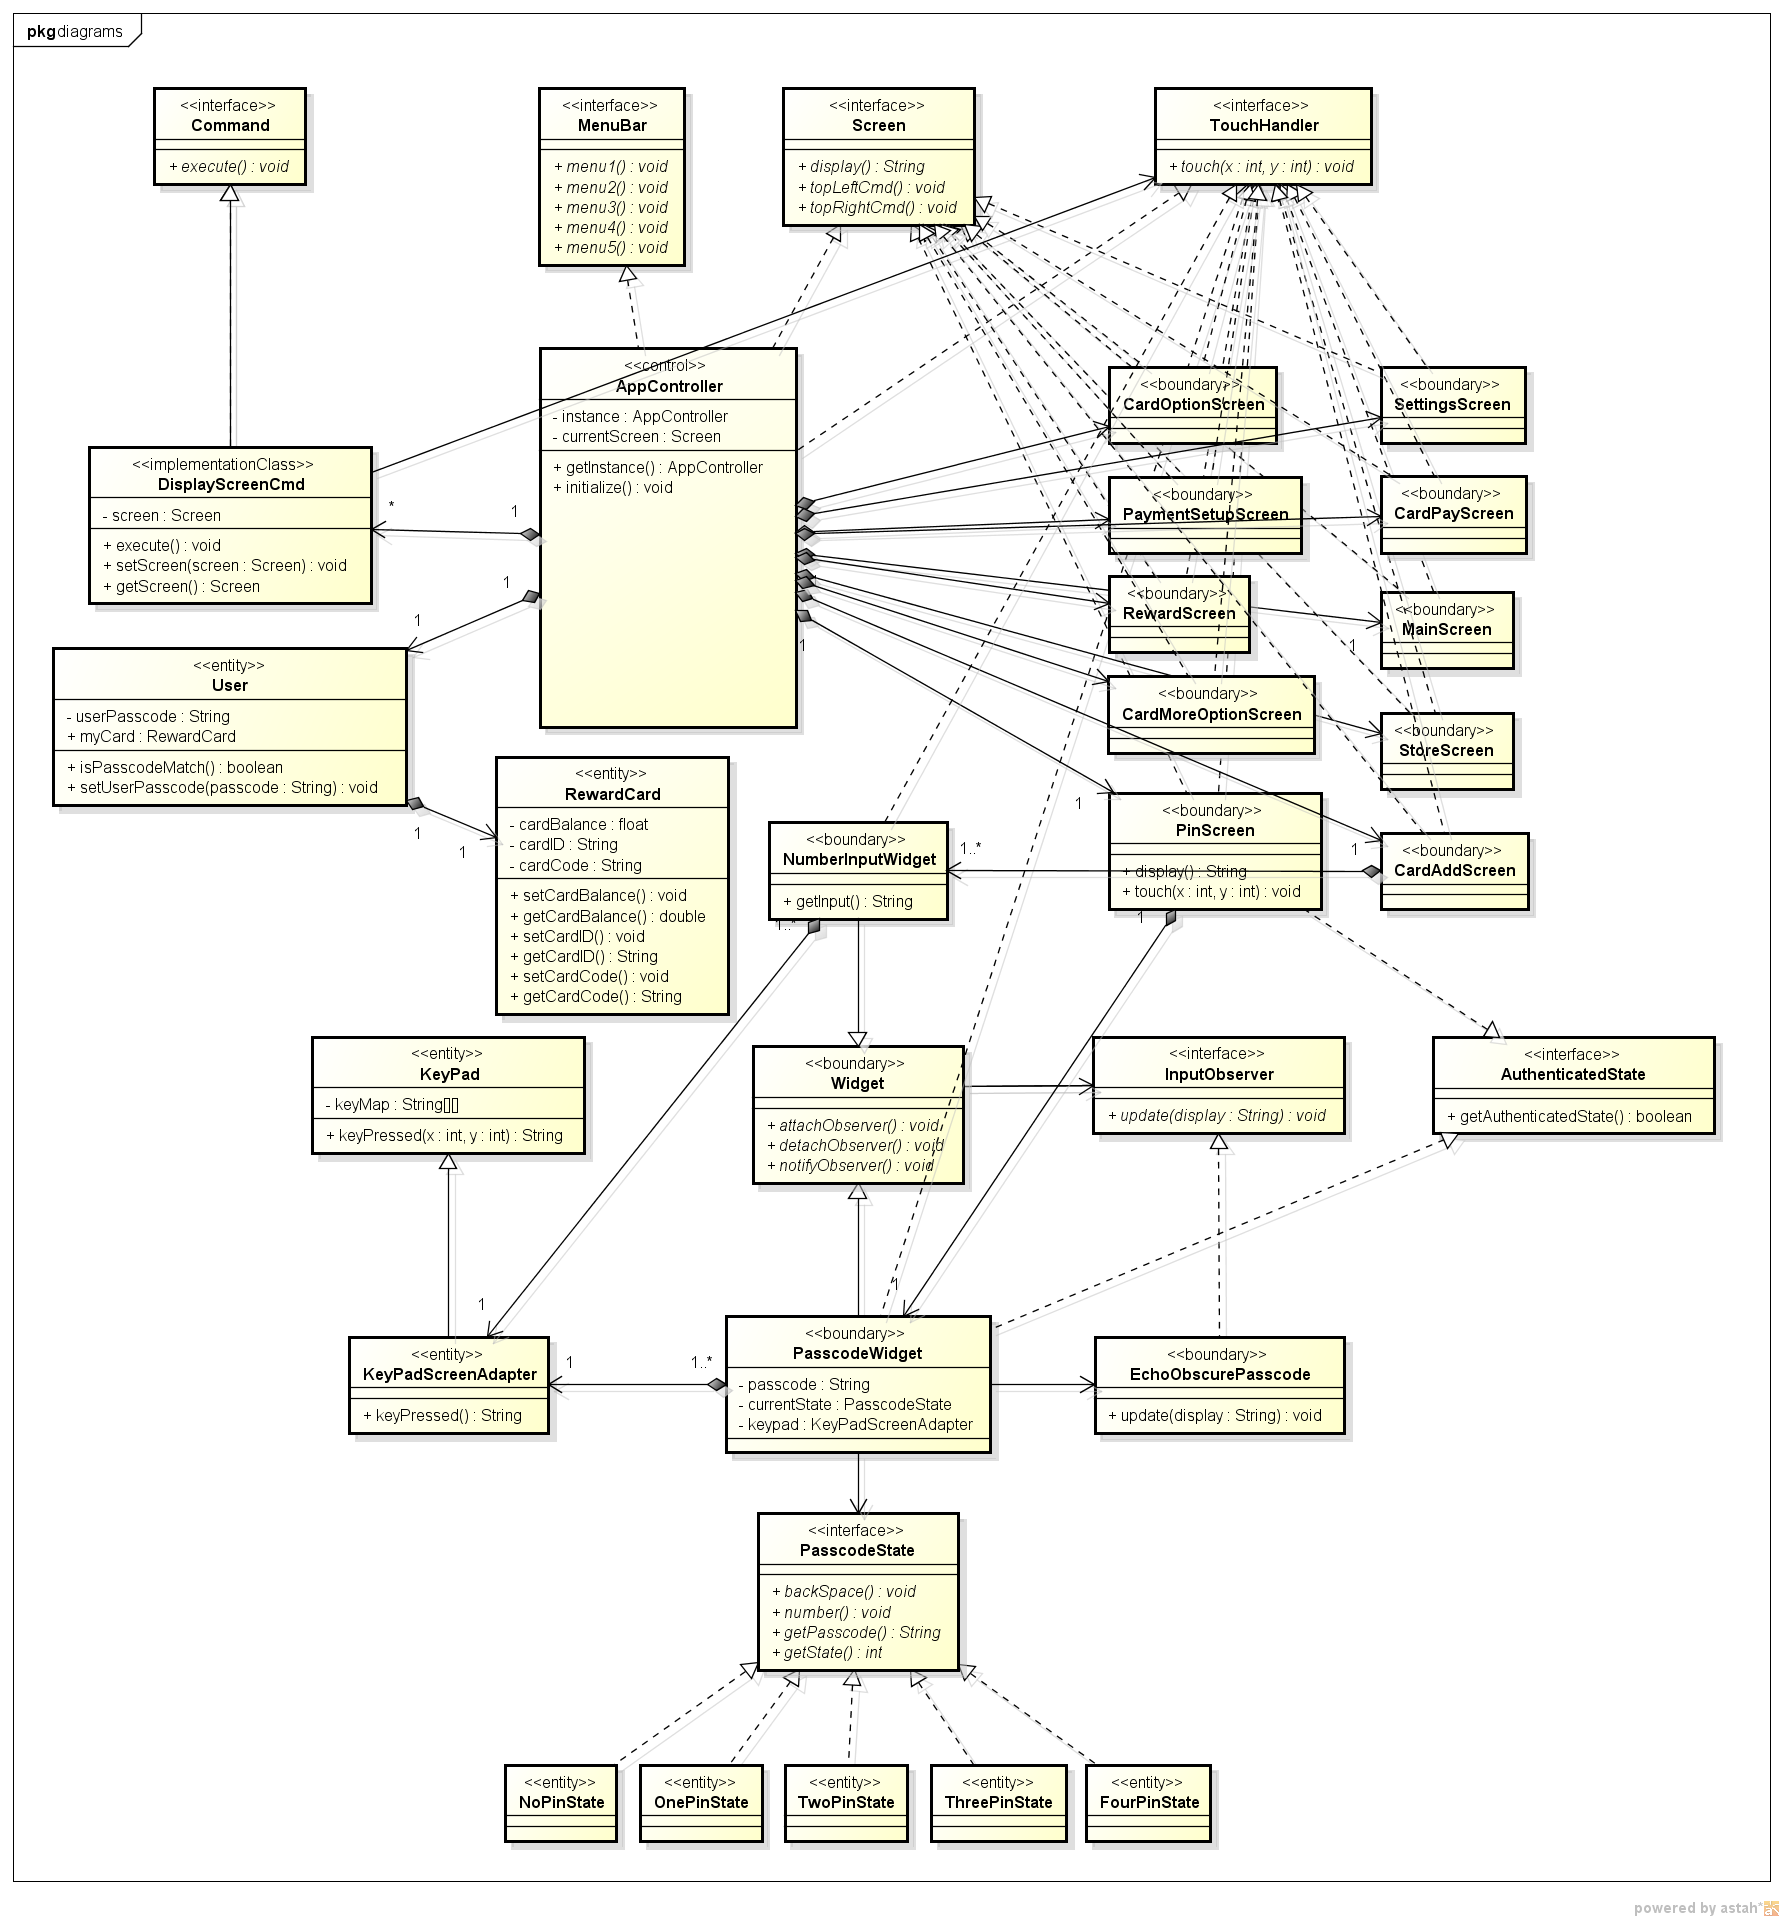 pkg diagrams
<<interface>>
Command
+ execute() : void
<<interface>>
MenuBar
+ menu1() : void
+ menu2() : void
+ menu3() : void
+ menu4() : void
+ menu5() : void
<<interface>>
Screen
+ display() : String
+ topLeftCmd() : void
+ topRightCmd() : void
<<interface>>
TouchHandler
+ touch(x : int, y : int) : void
<<control>>
AppController
- instance : AppController
- currentScreen : Screen
+ getInstance() : AppController
+ initialize() : void
<<boundary>>
CardOptionScreen
<<boundary>>
SettingsScreen
<<implementationClass>>
DisplayScreenCmd
- screen : Screen
+ execute() : void
+ setScreen(screen : Screen) : void
+ getScreen() : Screen
*
1
1
1
<<boundary>>
PaymentSetupScreen
<<boundary>>
CardPayScreen
<<boundary>>
RewardScreen
<<boundary>>
MainScreen
1
1
<<entity>>
User
- userPasscode : String
- myCard : RewardCard
+ isPasscodeMatch() : boolean
+ setUserPasscode(passcode : String) : void
1
1
<<boundary>>
CardMoreOptionScreen
<<boundary>>
StoreScreen
<<entity>>
RewardCard
- cardBalance : float
- cardID : String
- cardCode : String
+ setCardBalance() : void
+ getCardBalance() : double
+ setCardID() : void
+ getCardID() : String
+ setCardCode() : void
+ getCardCode() : String
<<boundary>>
NumberInputWidget
+ getInput() : String
1..*
1..*
1
<<boundary>>
PinScreen
+ display() : String
+ touch(x : int, y : int) : void
1
1
<<boundary>>
CardAddScreen
<<entity>>
KeyPad
- keyMap : String[][]
+ keyPressed(x : int, y : int) : String
<<boundary>>
Widget
+ attachObserver() : void
+ detachObserver() : void
+ notifyObserver() : void
<<interface>>
InputObserver
+ update(display : String) : void
<<interface>>
AuthenticatedState
+ getAuthenticatedState() : boolean
1
1
<<entity>>
KeyPadScreenAdapter
+ keyPressed() : String
1
1..*
<<boundary>>
PasscodeWidget
- passcode : String
- currentState : PasscodeState
- keypad : KeyPadScreenAdapter
<<boundary>>
EchoObscurePasscode
+ update(display : String) : void
<<interface>>
PasscodeState
+ backSpace() : void
+ number() : void
+ getPasscode() : String
+ getState() : int
<<entity>>
NoPinState
<<entity>>
OnePinState
<<entity>>
TwoPinState
<<entity>>
ThreePinState
<<entity>>
FourPinState
powered by astah*